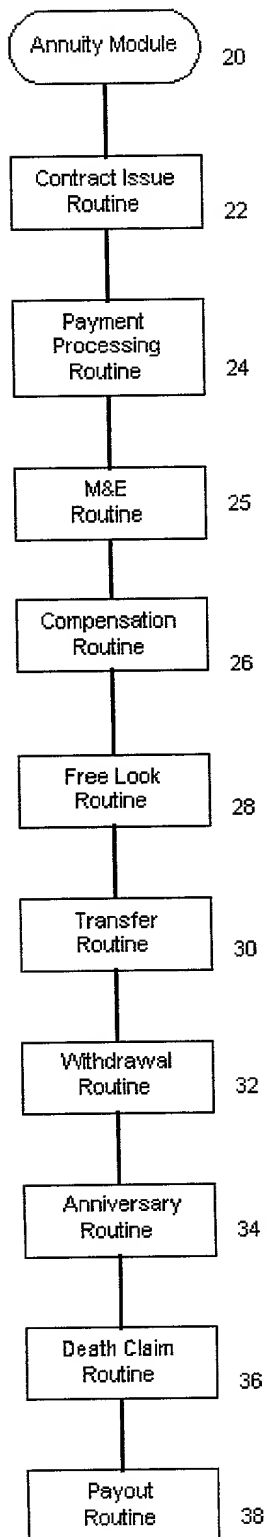 Annuity Module
20
Contract Issue
Routine
22
Payment
Processing
Routine
24
M&E
Routine
25
Compensation
Routine
26
Free Look
Routine
28
Transfer
Routine
30
Withdrawal
Routine
32
Anniversary
Routine
34
Death Claim
Routine
36
Payout
Routine
38